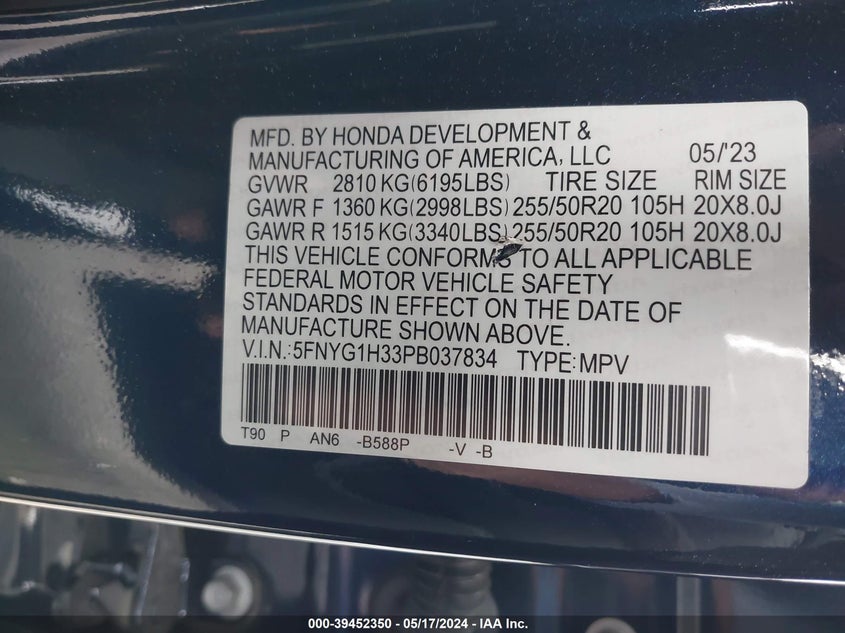 MFD. BY HONDA DEVELOPMENT &
MANUFACTURING OF AMERICA, LLC 05/'23
GVWR 2810 KG(6195LBS) TIRE SIZE RIM SIZE
GAWR F 1360 KG(2998LBS) 255/50R20 105H 20X8.0J
GAWR R 1515 KG(3340LBS) 255/50R20 105H 20X8.0J
THIS VEHICLE CONFORMS TO ALL APPLICABLE
FEDERAL MOTOR VEHICLE SAFETY
STANDARDS IN EFFECT ON THE DATE OF
MANUFACTURE SHOWN ABOVE.
V.I.N.:5FNYG1H33PB037834 TYPE:MPV
T90 P AN6 -B588P -V -B
000-39452350 - 05/17/2024 - IAA Inc.